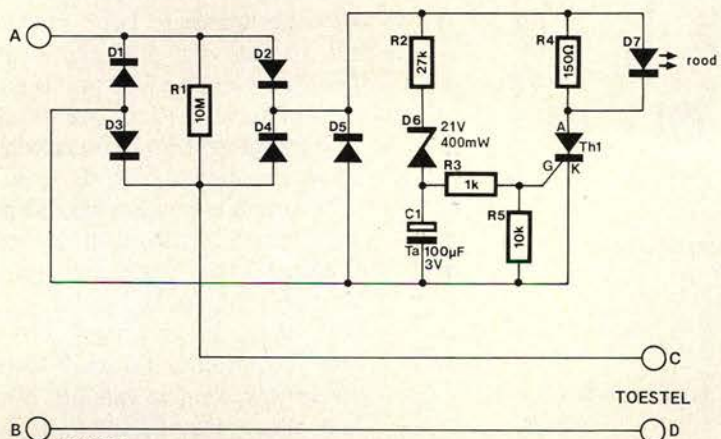 A
D1
D2
R1
10M
D3
D4
D5
R2
27k
D6
21V
400mW
R3
1k
C1
Ta
100µF
3V
R5
10k
R4
150Ω
D7
rood
A
Th1
G
K
C
TOESTEL
B
D